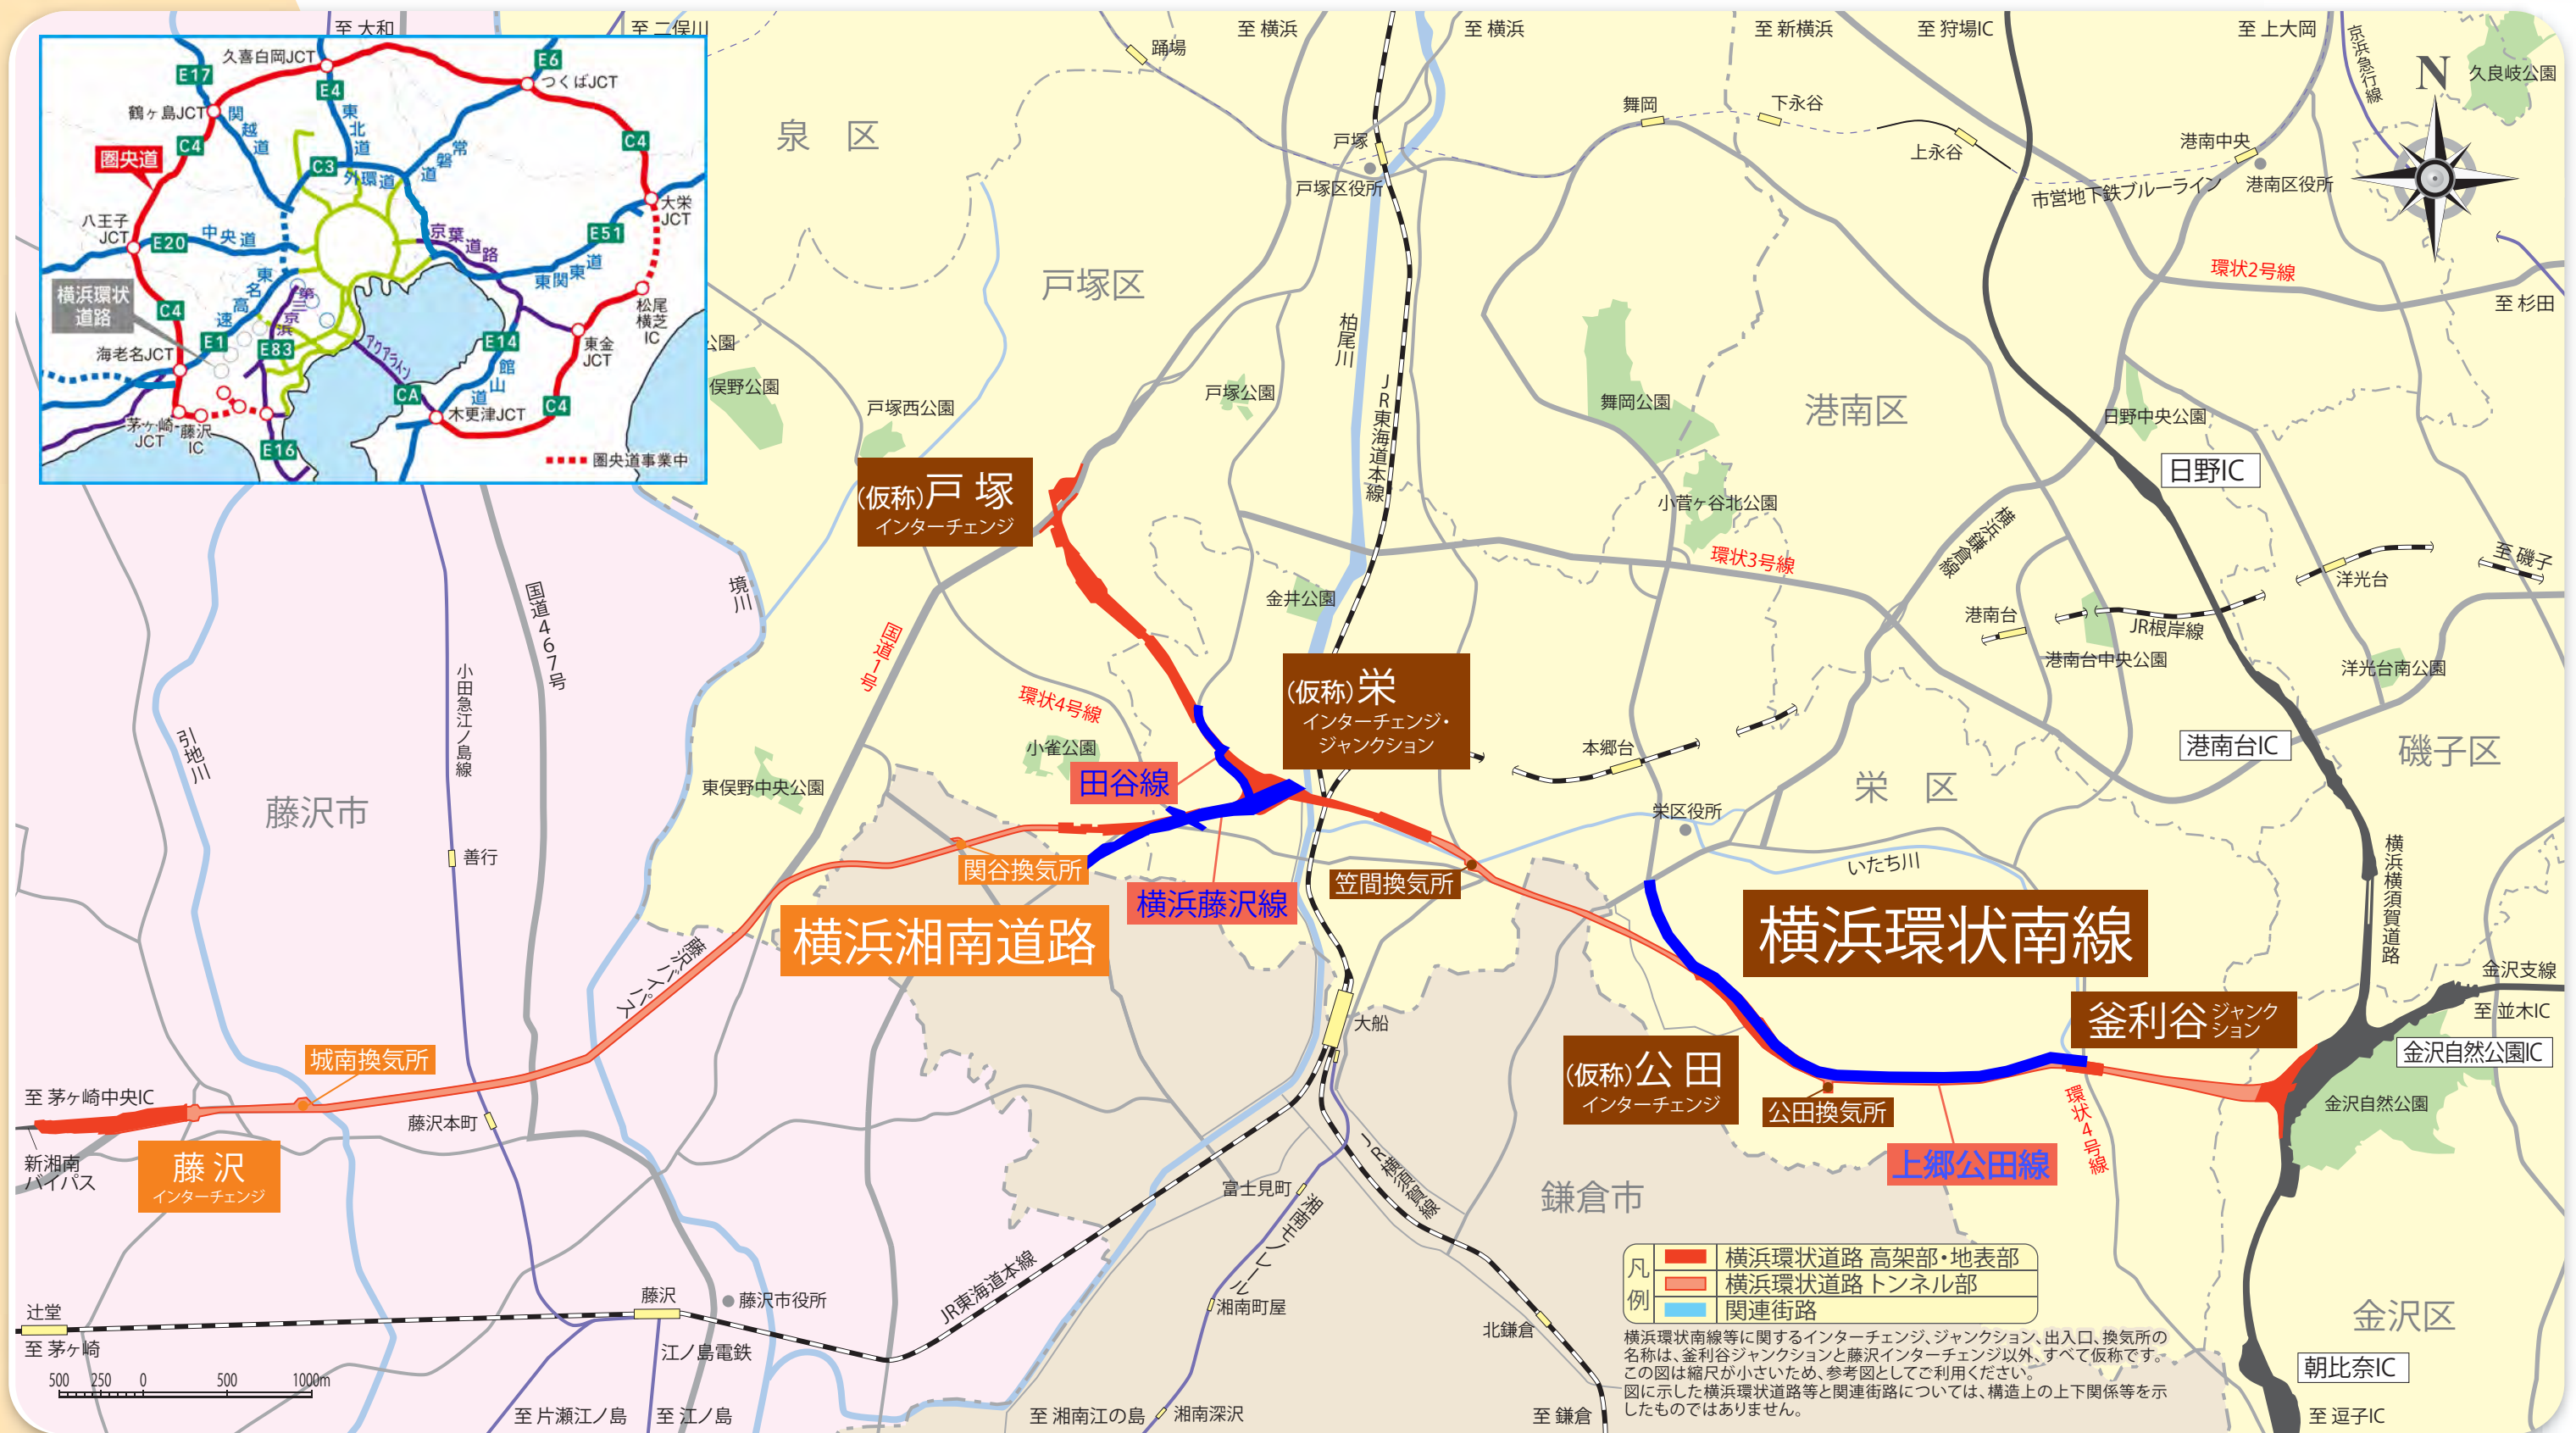 至 大和
至 二俣川
至 横浜
至 横浜
至 新横浜
至 狩場IC
至 上大岡
京浜急行線
N
久良岐公園
踊場
泉 区
舞岡
下永谷
上永谷
港南中央
港南区役所
市営地下鉄ブルーライン
戸塚
戸塚区役所
戸塚区
環状2号線
至 杉田
久喜白岡JCT
E17
E4
E6
つくばJCT
鶴ヶ島JCT
関越道
東北道
常磐道
C4
C3
外環道
C4
圏央道
大栄
JCT
八王子
JCT
E20
中央道
京葉道路
E51
東関東道
横浜環状
道路
東名高速
第三京浜
C4
E1
E83
アクアライン
E14
館山道
松尾
横芝
IC
東金
JCT
海老名JCT
CA
C4
木更津JCT
茅ヶ崎
JCT
藤沢
IC
E16
圏央道事業中
公園
俣野公園
戸塚西公園
戸塚公園
柏尾川
JR東海道本線
舞岡公園
港南区
日野中央公園
日野IC
(仮称)戸塚
インターチェンジ
小菅ヶ谷北公園
環状3号線
横浜鎌倉線
洋光台
至 磯子
港南台
JR根岸線
港南台中央公園
洋光台南公園
金井公園
境川
国道467号
国道1号
小田急江ノ島線
引地川
環状4号線
(仮称)栄
インターチェンジ・
ジャンクション
小雀公園
本郷台
港南台IC
磯子区
田谷線
東俣野中央公園
藤沢市
栄 区
栄区役所
善行
いたち川
関谷換気所
笠間換気所
横浜藤沢線
横浜湘南道路
横浜環状南線
横浜横須賀道路
藤沢バイパス
金沢支線
至 並木IC
大船
釜利谷ジャンクション
金沢自然公園IC
城南換気所
(仮称)公田
インターチェンジ
公田換気所
環状4号線
金沢自然公園
至 茅ヶ崎中央IC
藤沢本町
新湘南
バイパス
藤沢
インターチェンジ
上郷公田線
富士見町
JR横須賀線
湘南モノレール
鎌倉市
JR東海道本線
湘南町屋
北鎌倉
凡例
横浜環状道路 高架部・地表部
横浜環状道路 トンネル部
関連街路
辻堂
至 茅ヶ崎
藤沢
藤沢市役所
江ノ島電鉄
金沢区
朝比奈IC
横浜環状南線等に関するインターチェンジ、ジャンクション、出入口、換気所の
名称は、釜利谷ジャンクションと藤沢インターチェンジ以外、すべて仮称です。
この図は縮尺が小さいため、参考図としてご利用ください。
図に示した横浜環状道路等と関連街路については、構造上の上下関係等を示
したものではありません。
500 250 0 500 1000m
至 片瀬江ノ島
至 江ノ島
至 湘南江の島
湘南深沢
至 鎌倉
至 逗子IC